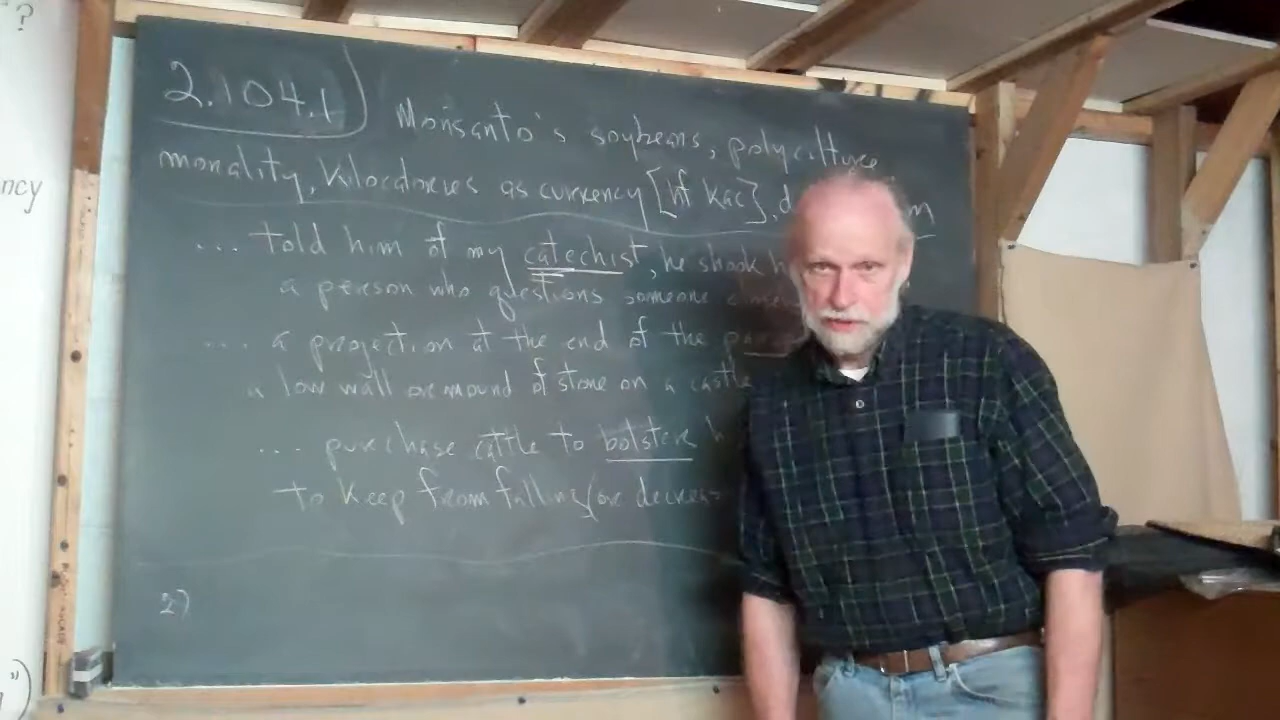 ?
ncy
")
2.104.1) Monsanto's soybeans, polyculture
morality, kilocalories as currency [hf kac], d m
... told him of my catechist, he shook h
a person who questions someone
.... a projection at the end of the
a low wall or mound of stone on a castle
... purchase cattle to bolster h
to keep from falling (or decreas
2)